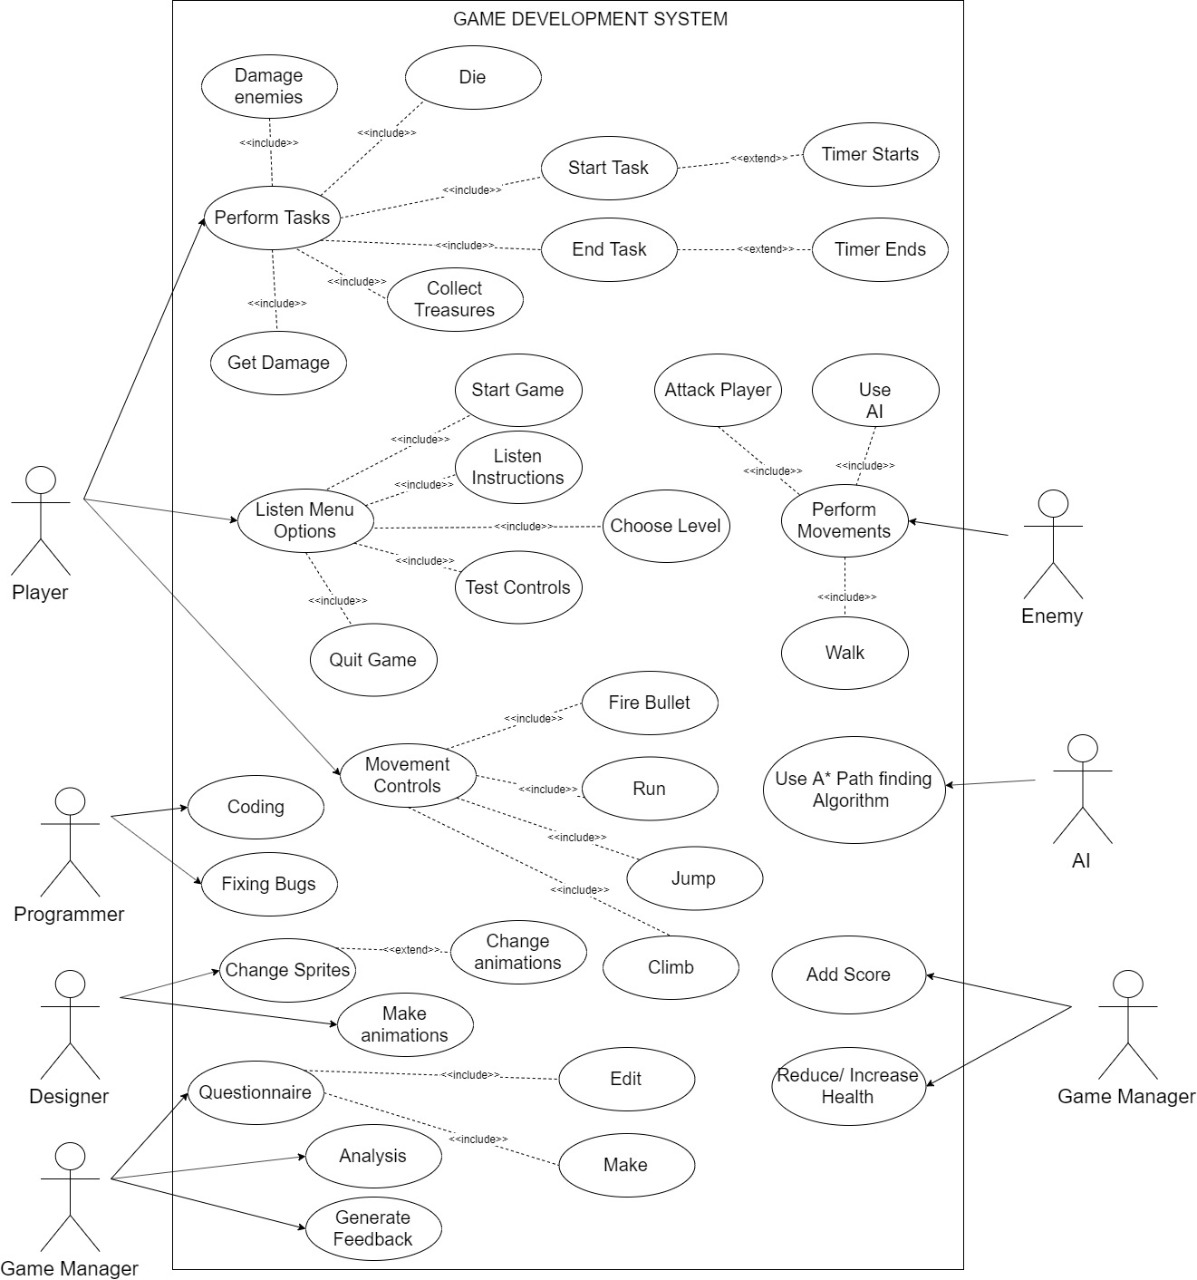 GAME DEVELOPMENT SYSTEM
Damage
enemies
Die
<<include>>
<<include>>
Start Task
<<extend>>
Timer Starts
Perform Tasks
<<include>>
<<include>>
End Task
<<extend>>
Timer Ends
<<include>>
Collect
Treasures
<<include>>
Get Damage
Start Game
Attack Player
Use
AI
<<include>>
Listen
Instructions
<<include>>
<<include>>
<<include>>
Listen Menu
Options
<<include>>
Choose Level
Perform
Movements
<<include>>
Test Controls
<<include>>
<<include>>
Quit Game
Walk
Player
Enemy
Fire Bullet
<<include>>
Movement
Controls
<<include>>
Run
Use A* Path finding
Algorithm
AI
Coding
<<include>>
Jump
Fixing Bugs
<<include>>
Programmer
Climb
Change Sprites
<<extend>>
Change
animations
Add Score
Make
animations
Designer
Questionnaire
<<include>>
Edit
Reduce/ Increase
Health
Game Manager
<<include>>
Make
Analysis
Generate
Feedback
Game Manager